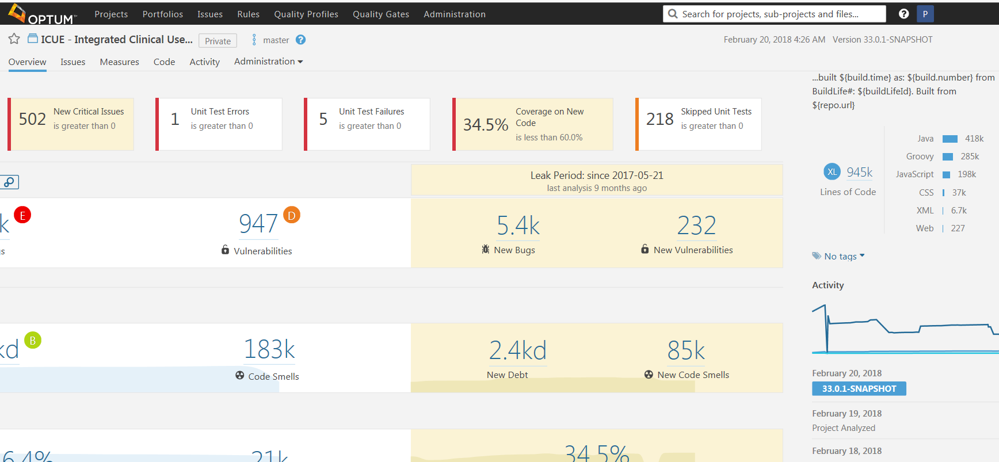 OPTUM™ Projects Portfolios Issues Rules Quality Profiles Quality Gates Administration Search for projects, sub-projects and files... ? P
ICUE - Integrated Clinical Use... Private master ? February 20, 2018 4:26 AM Version 33.0.1-SNAPSHOT
Overview Issues Measures Code Activity Administration
...built ${build.time} as: ${build.number} from
BuildLife#: ${buildLifeId}. Built from
${repo.url}
502 New Critical Issues
is greater than 0
1 Unit Test Errors
is greater than 0
5 Unit Test Failures
is greater than 0
34.5% Coverage on New
Code
is less than 60.0%
218 Skipped Unit Tests
is greater than 0
XL 945k
Lines of Code
Java 418k
Groovy 285k
JavaScript 198k
CSS 37k
XML 6.7k
Web 227
Leak Period: since 2017-05-21
last analysis 9 months ago
k E
s
947 D
Vulnerabilities
5.4k
New Bugs
232
New Vulnerabilities
No tags
Activity
kd B
183k
Code Smells
2.4kd
New Debt
85k
New Code Smells
February 20, 2018
33.0.1-SNAPSHOT
February 19, 2018
Project Analyzed
February 18, 2018
6.4%
21k
34.5%